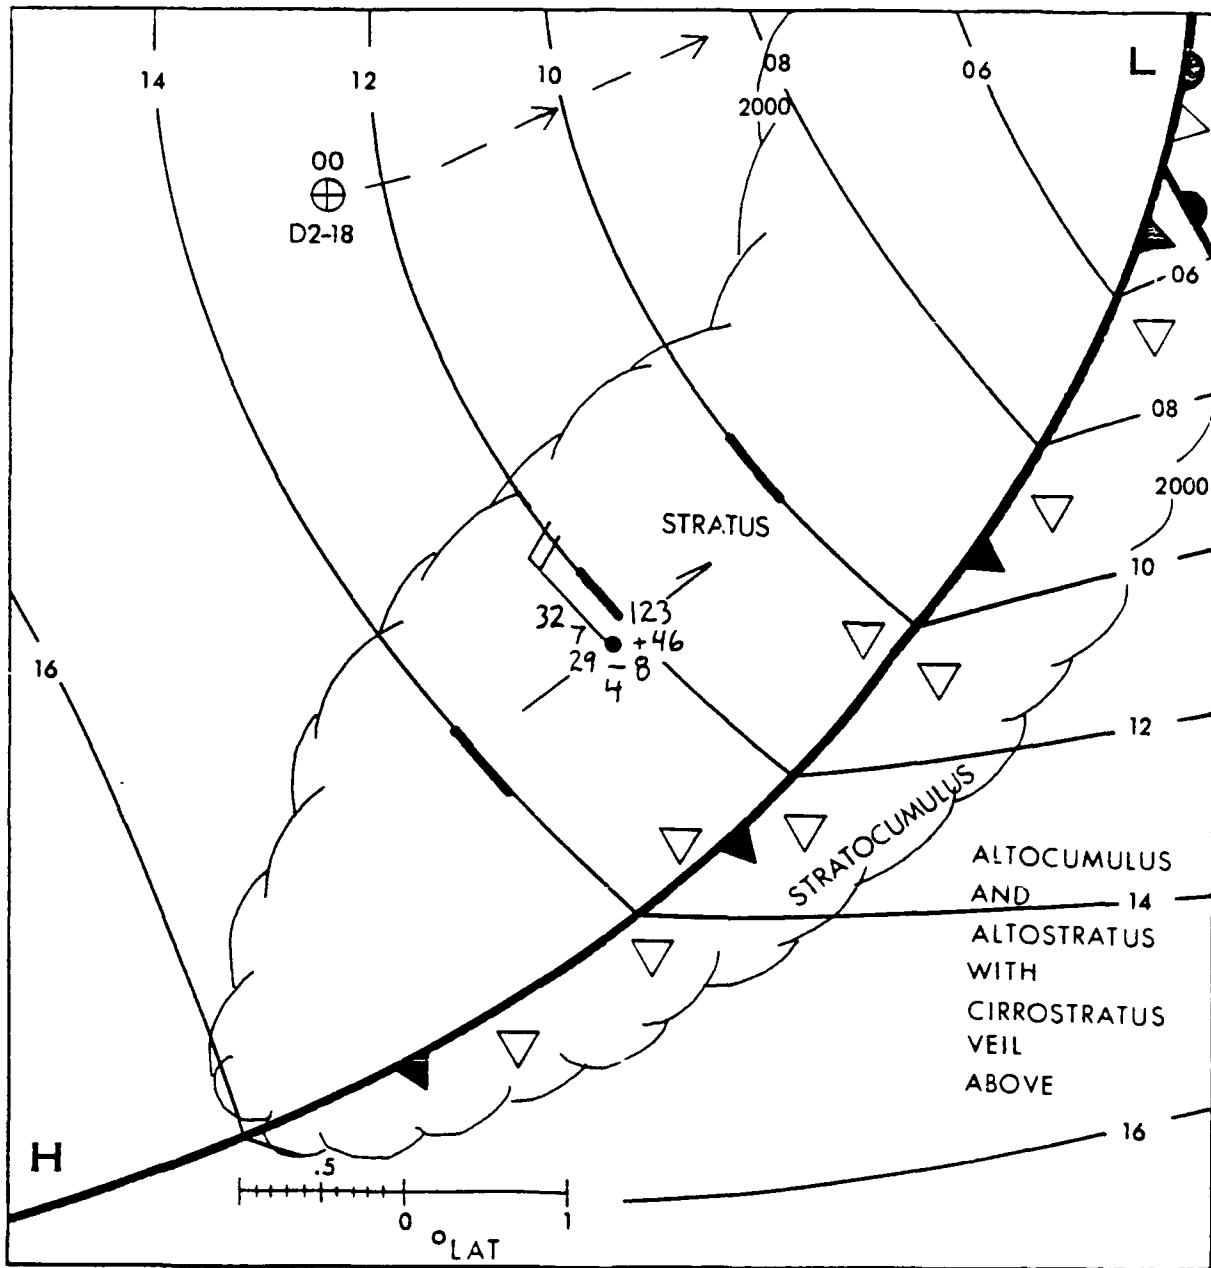 L
14
12
10
08
06
2000
00
D2-18
06
08
2000
STRATUS
10
32
123
7
+46
29
-8
4
16
12
STRATOCUMULUS
ALTOCUMULUS
AND
14
ALTOSTRATUS
WITH
CIRROSTRATUS
VEIL
ABOVE
16
H
.5
0
1
°LAT